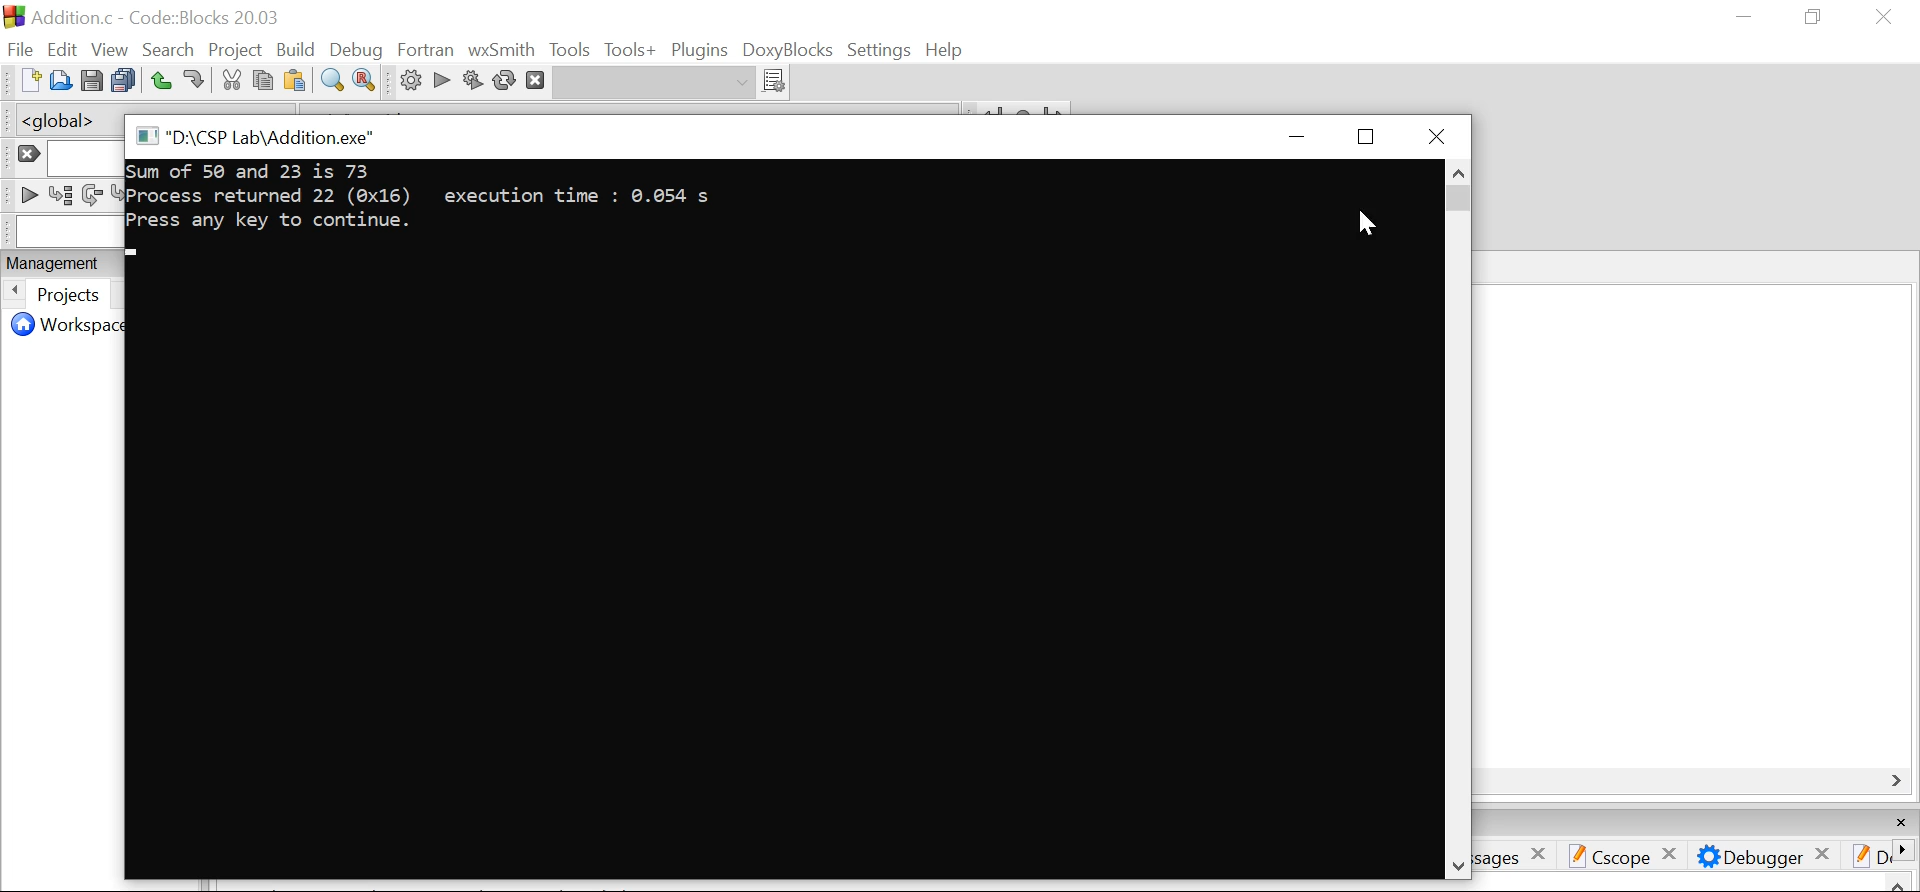 Addition.c - Code::Blocks 20.03
File Edit View Search Project Build Debug Fortran wxSmith Tools Tools+ Plugins DoxyBlocks Settings Help
<global>
"D:\CSP Lab\Addition.exe"
Sum of 50 and 23 is 73
Process returned 22 (0x16)   execution time : 0.054 s
Press any key to continue.
Management
Projects
Workspace
Cscope
Debugger